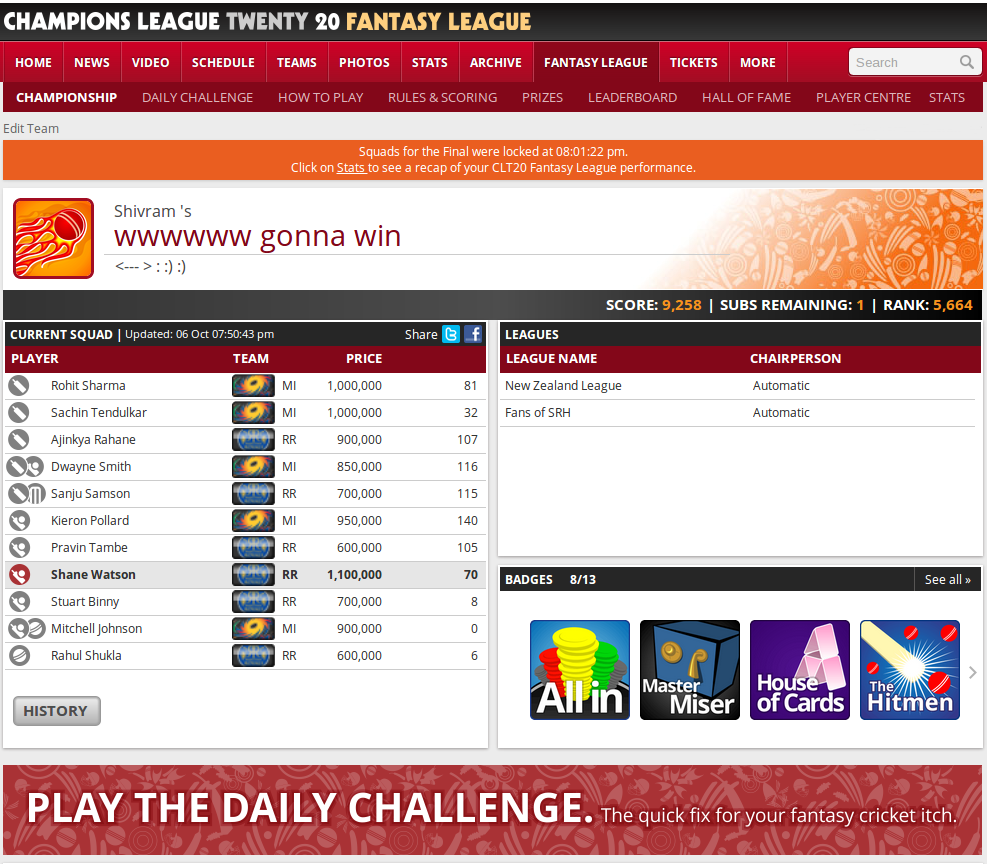 CHAMPIONS LEAGUE TWENTY 20 FANTASY LEAGUE
HOME NEWS VIDEO SCHEDULE TEAMS PHOTOS STATS ARCHIVE FANTASY LEAGUE TICKETS MORE Search
CHAMPIONSHIP DAILY CHALLENGE HOW TO PLAY RULES & SCORING PRIZES LEADERBOARD HALL OF FAME PLAYER CENTRE STATS
Edit Team
Squads for the Final were locked at 08:01:22 pm.
Click on Stats to see a recap of your CLT20 Fantasy League performance.
Shivram 's
wwwwww gonna win
<--- > : :) :)
SCORE: 9,258 | SUBS REMAINING: 1 | RANK: 5,664
CURRENT SQUAD | Updated: 06 Oct 07:50:43 pm Share
PLAYER TEAM PRICE
Rohit Sharma MI 1,000,000 81
Sachin Tendulkar MI 1,000,000 32
Ajinkya Rahane RR 900,000 107
Dwayne Smith MI 850,000 116
Sanju Samson RR 700,000 115
Kieron Pollard MI 950,000 140
Pravin Tambe RR 600,000 105
Shane Watson RR 1,100,000 70
Stuart Binny RR 700,000 8
Mitchell Johnson MI 900,000 0
Rahul Shukla RR 600,000 6
HISTORY
LEAGUES
LEAGUE NAME CHAIRPERSON
New Zealand League Automatic
Fans of SRH Automatic
BADGES 8/13 See all »
All in
Master Miser
House of Cards
The Hitmen
PLAY THE DAILY CHALLENGE. The quick fix for your fantasy cricket itch.